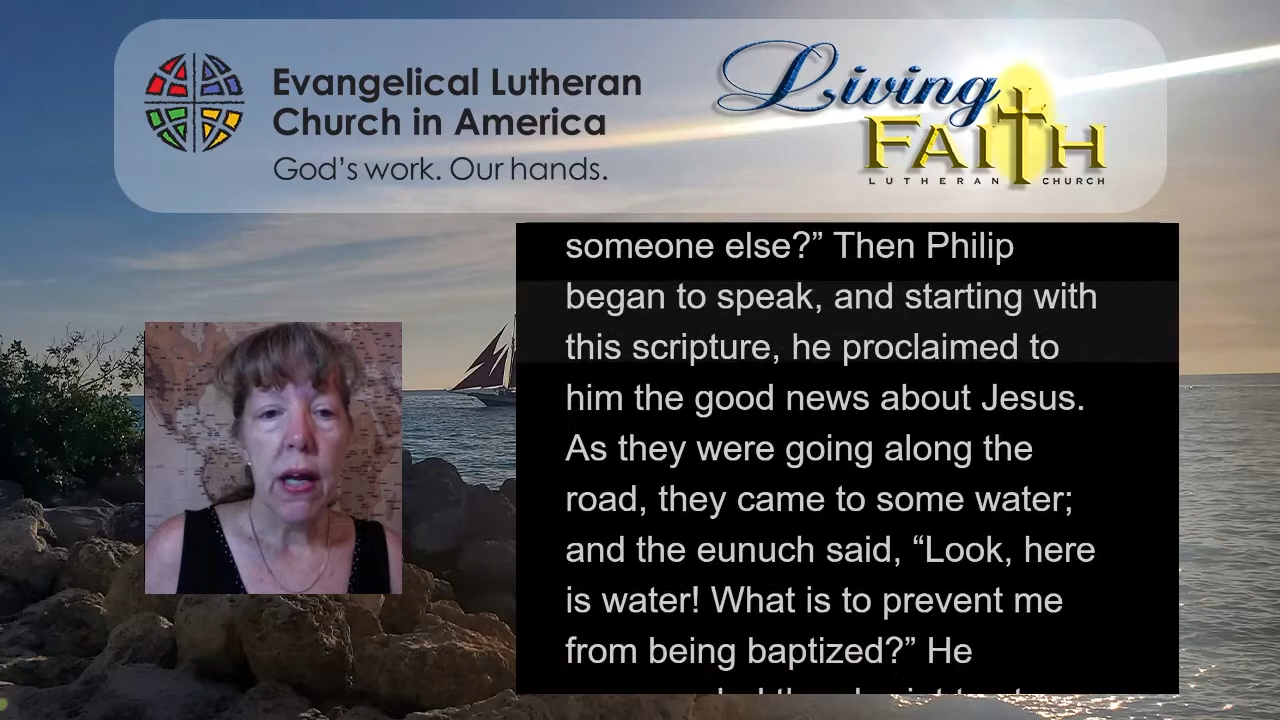 Evangelical Lutheran
Church in America
God's work. Our hands.
Living
FAITH
LUTHERAN CHURCH
someone else?” Then Philip
began to speak, and starting with
this scripture, he proclaimed to
him the good news about Jesus.
As they were going along the
road, they came to some water;
and the eunuch said, “Look, here
is water! What is to prevent me
from being baptized?” He